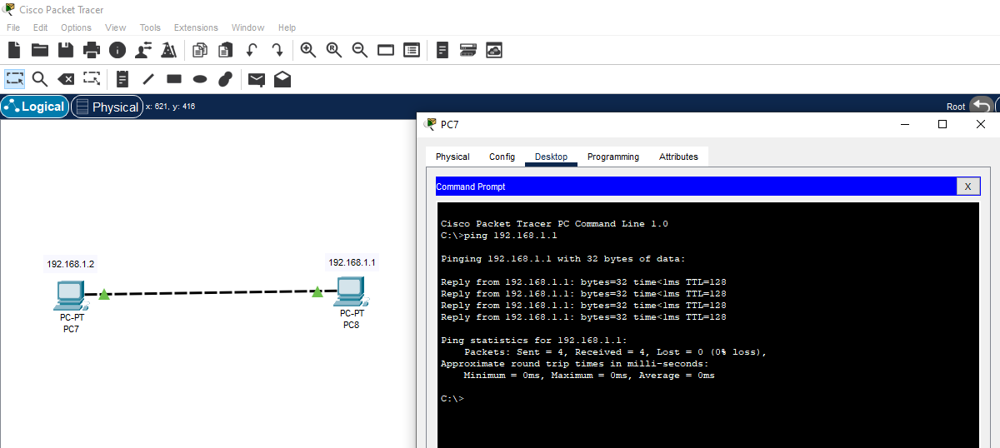 Cisco Packet Tracer
File Edit Options View Tools Extensions Window Help
Logical Physical x: 621, y: 416 Root
192.168.1.2
PC-PT
PC7
192.168.1.1
PC-PT
PC8
PC7
Physical Config Desktop Programming Attributes
Command Prompt X
Cisco Packet Tracer PC Command Line 1.0
C:\>ping 192.168.1.1
Pinging 192.168.1.1 with 32 bytes of data:
Reply from 192.168.1.1: bytes=32 time<1ms TTL=128
Reply from 192.168.1.1: bytes=32 time<1ms TTL=128
Reply from 192.168.1.1: bytes=32 time<1ms TTL=128
Reply from 192.168.1.1: bytes=32 time<1ms TTL=128
Ping statistics for 192.168.1.1:
Packets: Sent = 4, Received = 4, Lost = 0 (0% loss),
Approximate round trip times in milli-seconds:
Minimum = 0ms, Maximum = 0ms, Average = 0ms
C:\>